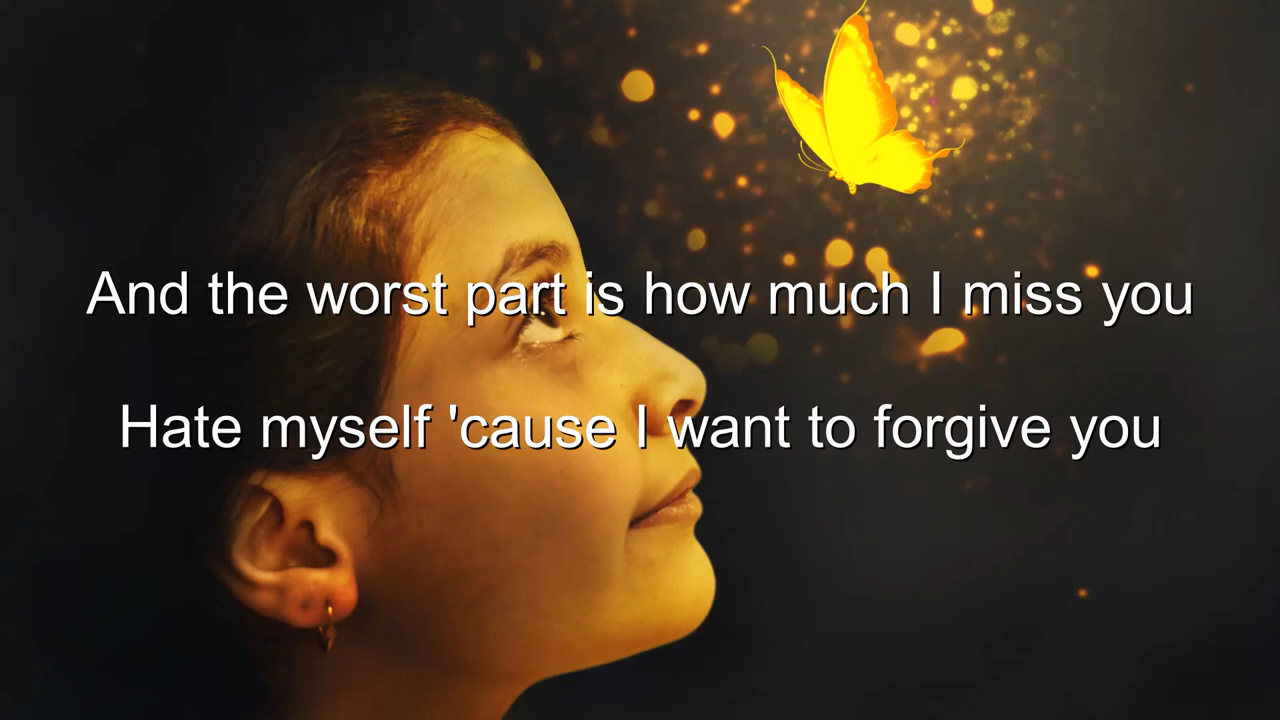 And the worst part is how much I miss you
Hate myself 'cause I want to forgive you